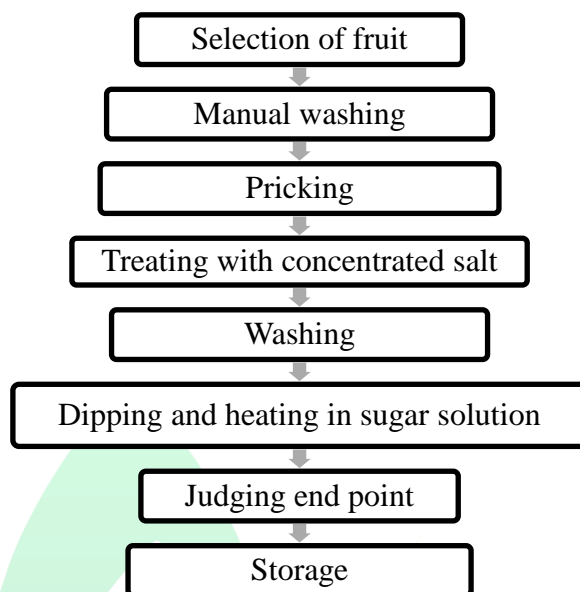 Selection of fruit
Manual washing
Pricking
Treating with concentrated salt
Washing
Dipping and heating in sugar solution
Judging end point
Storage